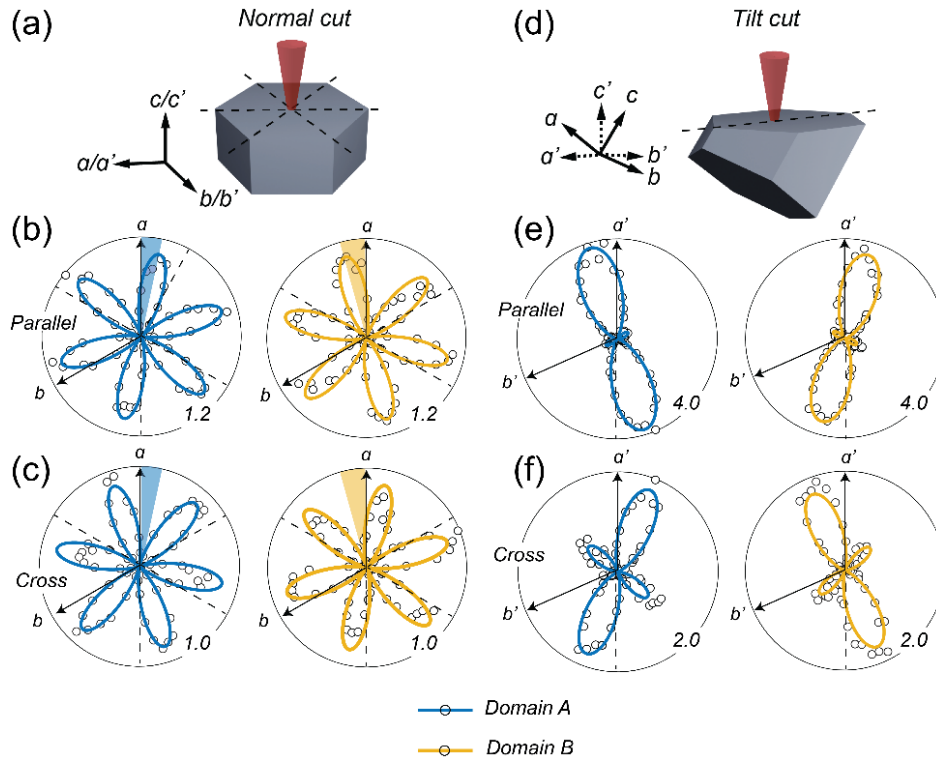 (a)
Normal cut
c/c’
a/a’
b/b’
(d)
Tilt cut
c’
c
a
a’
b’
b
(b)
a
Parallel
b
1.2
a
b
1.2
(e)
a’
Parallel
b’
4.0
a’
b’
4.0
(c)
a
Cross
b
1.0
a
b
1.0
(f)
a’
Cross
b’
2.0
a’
b’
2.0
Domain A
Domain B